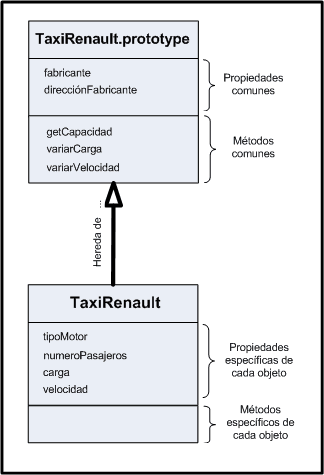 TaxiRenault.prototype
fabricante
direcciónFabricante
Propiedades
comunes
getCapacidad
variarCarga
variarVelocidad
Métodos
comunes
Hereda de ...
TaxiRenault
tipoMotor
numeroPasajeros
carga
velocidad
Propiedades
específicas de
cada objeto
Métodos
específicos de
cada objeto